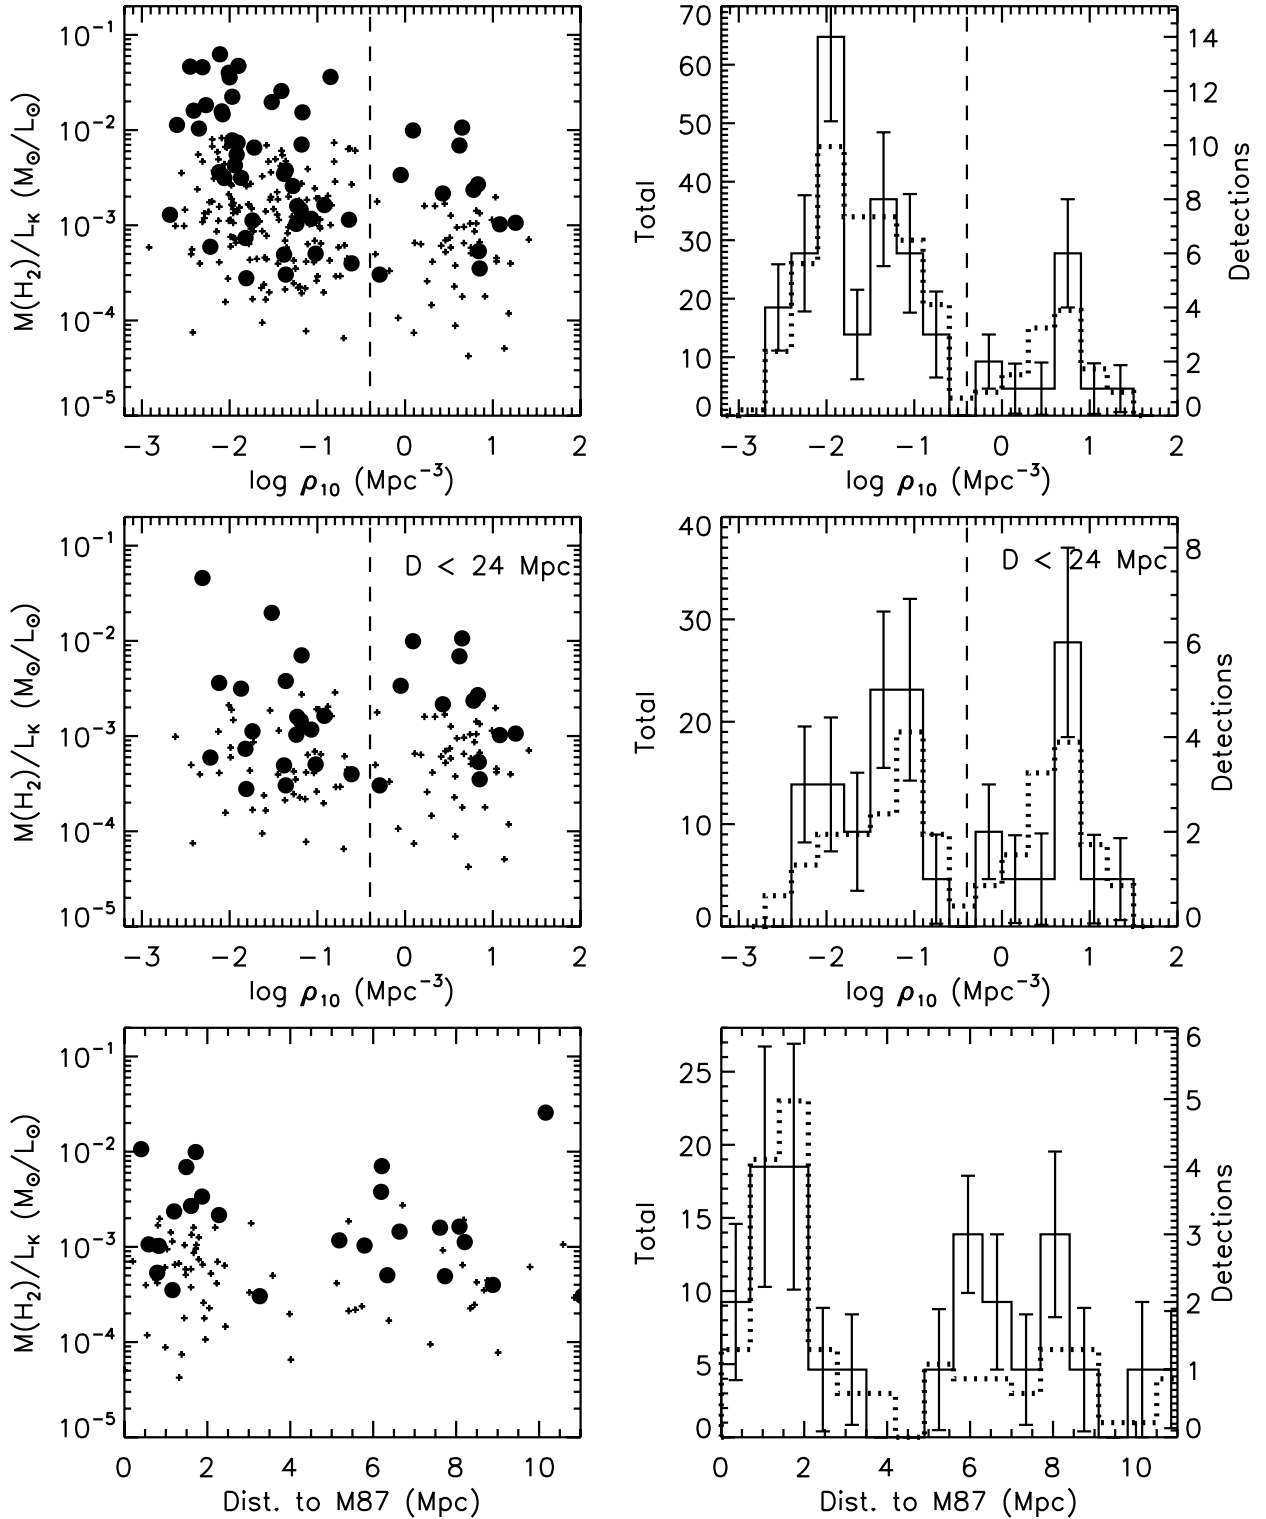 10⁻¹
10⁻²
10⁻³
10⁻⁴
10⁻⁵
M(H₂)/L_K (M⊙/L⊙)
−3 −2 −1 0 1 2
log ρ₁₀ (Mpc⁻³)
70
60
50
40
30
20
10
0
Total
14
12
10
8
6
4
2
0
Detections
−3 −2 −1 0 1 2
log ρ₁₀ (Mpc⁻³)
D < 24 Mpc
10⁻¹
10⁻²
10⁻³
10⁻⁴
10⁻⁵
M(H₂)/L_K (M⊙/L⊙)
−3 −2 −1 0 1 2
log ρ₁₀ (Mpc⁻³)
D < 24 Mpc
40
30
20
10
0
Total
8
6
4
2
0
Detections
−3 −2 −1 0 1 2
log ρ₁₀ (Mpc⁻³)
10⁻¹
10⁻²
10⁻³
10⁻⁴
10⁻⁵
M(H₂)/L_K (M⊙/L⊙)
0 2 4 6 8 10
Dist. to M87 (Mpc)
25
20
15
10
5
0
Total
6
5
4
3
2
1
0
Detections
0 2 4 6 8 10
Dist. to M87 (Mpc)